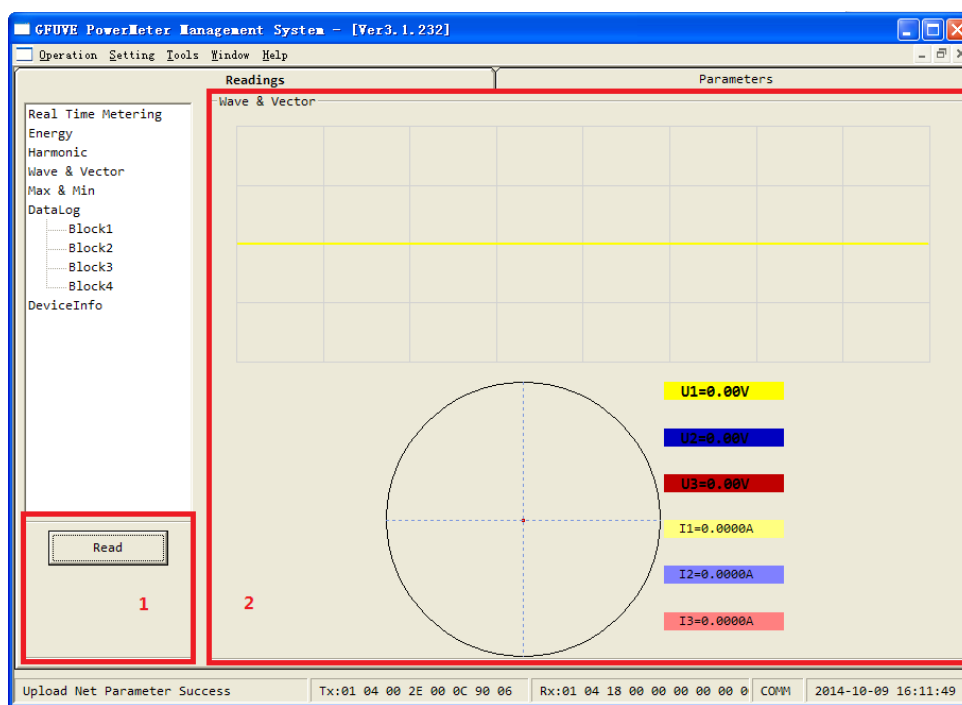 GFUVE PowerMeter Management System - [Ver3.1.232]
Operation Setting Tools Window Help
Readings Parameters
Real Time Metering
Energy
Harmonic
Wave & Vector
Max & Min
DataLog
Block1
Block2
Block3
Block4
DeviceInfo
Read
1
Wave & Vector
U1=0.00V
U2=0.00V
U3=0.00V
I1=0.0000A
I2=0.0000A
I3=0.0000A
2
Upload Net Parameter Success Tx:01 04 00 2E 00 0C 90 06 Rx:01 04 18 00 00 00 00 00 0 COMM 2014-10-09 16:11:49